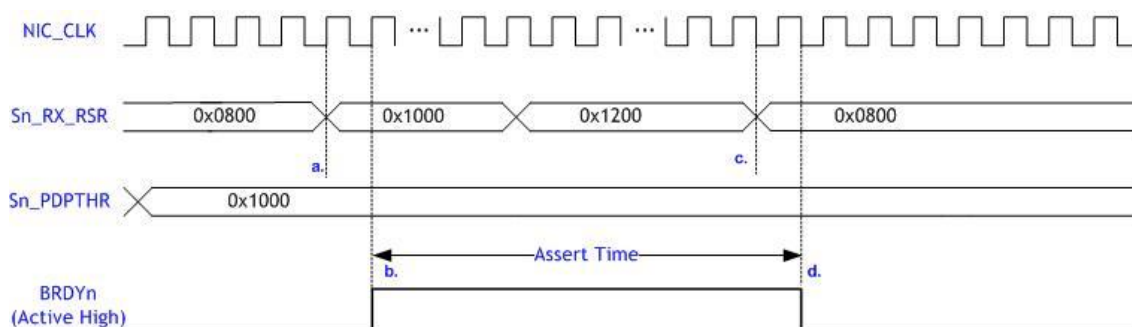 NIC_CLK
... ...
Sn_RX_RSR 0x0800 0x1000 0x1200 0x0800
a. c.
Sn_PDPTHR 0x1000
Assert Time
b. d.
BRDYn
(Active High)